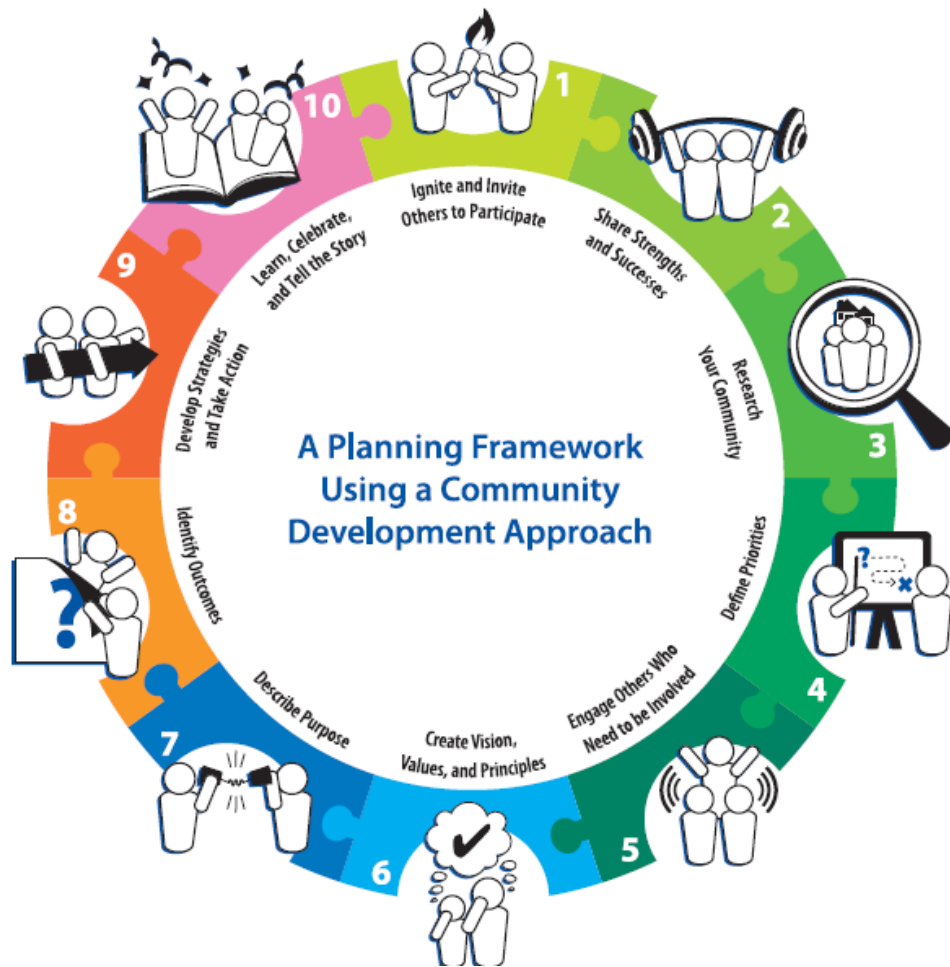 A Planning Framework
Using a Community
Development Approach
1
Ignite and Invite
Others to Participate
2
Share Strengths
and Successes
3
Research
Your Community
4
Define Priorities
5
Engage Others Who
Need to be Involved
6
Create Vision,
Values, and Principles
7
Describe Purpose
8
Identify Outcomes
?
9
Develop Strategies
and Take Action
10
Learn, Celebrate,
and Tell the Story
?